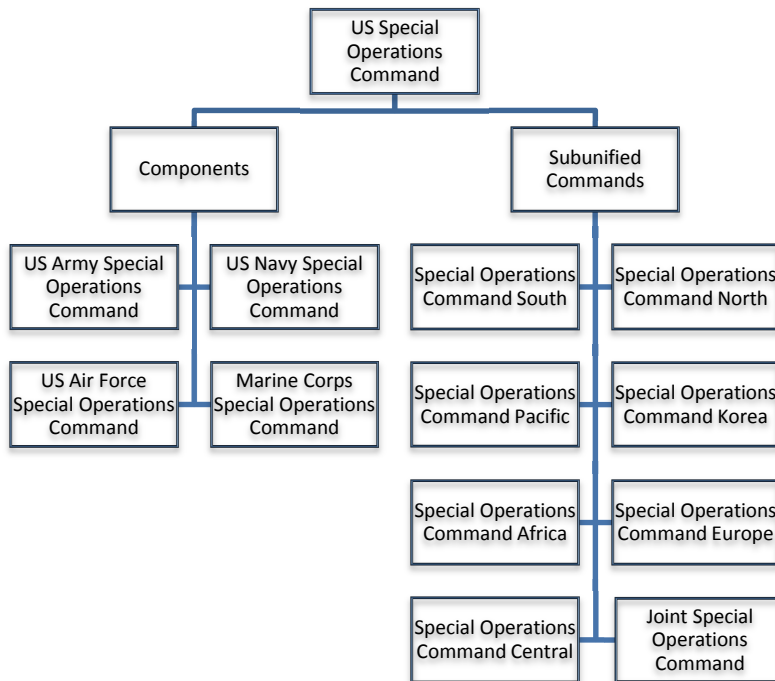 US Special
Operations
Command
Components
Subunified
Commands
US Army Special
Operations
Command
US Navy Special
Operations
Command
US Air Force
Special Operations
Command
Marine Corps
Special Operations
Command
Special Operations
Command South
Special Operations
Command North
Special Operations
Command Pacific
Special Operations
Command Korea
Special Operations
Command Africa
Special Operations
Command Europe
Special Operations
Command Central
Joint Special
Operations
Command